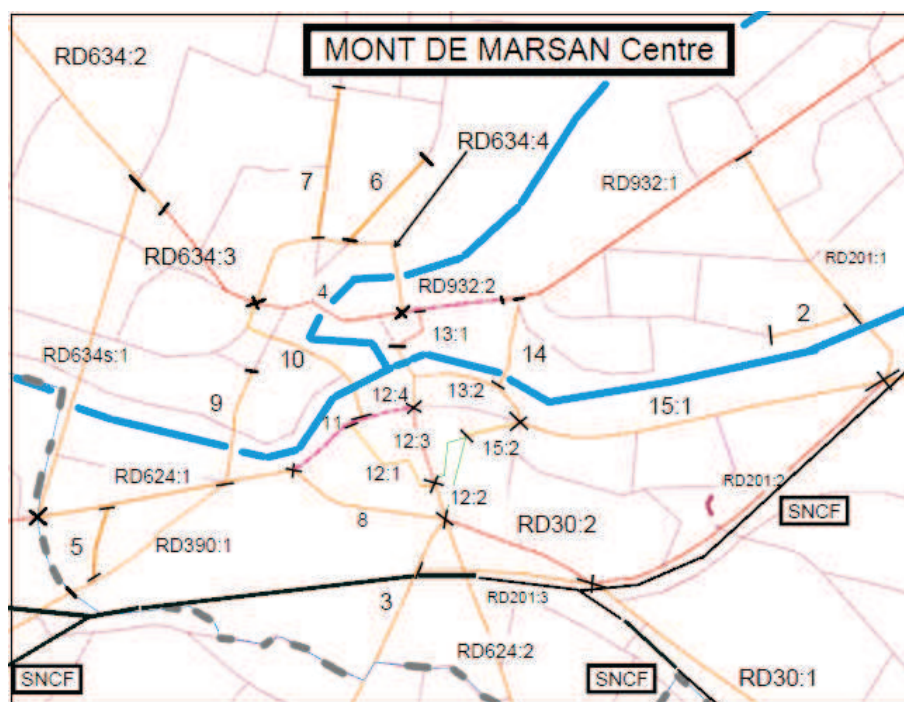 MONT DE MARSAN Centre
RD634:2
RD634:4
7
6
RD932:1
RD634:3
RD201:1
4
RD932:2
2
13:1
RD634s:1
10
14
13:2
9
12:4
15:1
11
12:3
15:2
RD624:1
12:1
RD201:2
12:2
SNCF
8
RD30:2
5
RD390:1
3
RD201:3
RD624:2
SNCF
SNCF
RD30:1